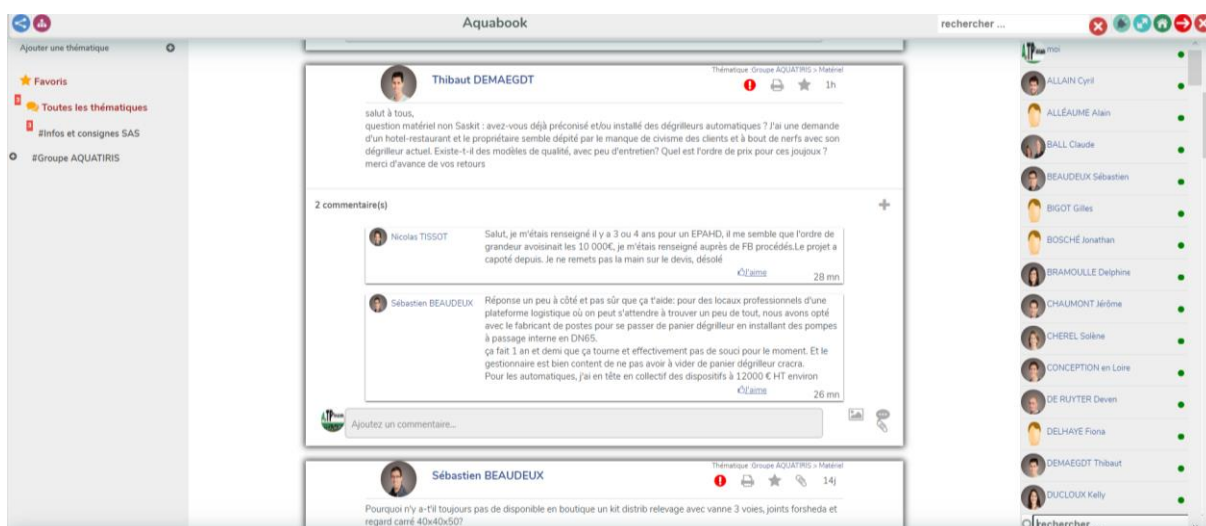 Aquabook
rechercher ...
Ajouter une thématique
Favoris
Toutes les thématiques
#Infos et consignes SAS
#Groupe AQUATIRIS
Thibaut DEMAEGDT
Thématique :Groupe AQUATIRIS > Matériel
1h
salut à tous,
question matériel non Saskit : avez-vous déjà préconisé et/ou installé des dégrilleurs automatiques ? J'ai une demande
d'un hotel-restaurant et le propriétaire semble dépité par le manque de civisme des clients et à bout de nerfs avec son
dégrilleur actuel. Existe-t-il des modèles de qualité, avec peu d'entretien? Quel est l'ordre de prix pour ces joujoux ?
merci d'avance de vos retours
2 commentaire(s)
Nicolas TISSOT
Salut, je m'étais renseigné il y a 3 ou 4 ans pour un EPAHD, il me semble que l'ordre de
grandeur avoisinait les 10 000€, je m'étais renseigné auprès de FB procédés.Le projet a
capoté depuis. Je ne remets pas la main sur le devis, désolé
J'aime
28 mn
Sébastien BEAUDEUX
Réponse un peu à côté et pas sûr que ça t'aide: pour des locaux professionnels d'une
plateforme logistique où on peut s'attendre à trouver un peu de tout, nous avons opté
avec le fabricant de postes pour se passer de panier dégrilleur en installant des pompes
à passage interne en DN65.
ça fait 1 an et demi que ça tourne et effectivement pas de souci pour le moment. Et le
gestionnaire est bien content de ne pas avoir à vider de panier dégrilleur cracra.
Pour les automatiques, j'ai en tête en collectif des dispositifs à 12000 € HT environ
J'aime
26 mn
Ajoutez un commentaire...
Sébastien BEAUDEUX
Thématique :Groupe AQUATIRIS > Matériel
14j
Pourquoi n'y a-t'il toujours pas de disponible en boutique un kit distrib relevage avec vanne 3 voies, joints forsheda et
regard carré 40x40x50?
moi
ALLAIN Cyril
ALLÉAUME Alain
BALL Claude
BEAUDEUX Sébastien
BIGOT Gilles
BOSCHÉ Jonathan
BRAMOULLE Delphine
CHAUMONT Jérôme
CHEREL Solène
CONCEPTION en Loire
DE RUYTER Deven
DELHAYE Fiona
DEMAEGDT Thibaut
DUCLOUX Kelly
rechercher